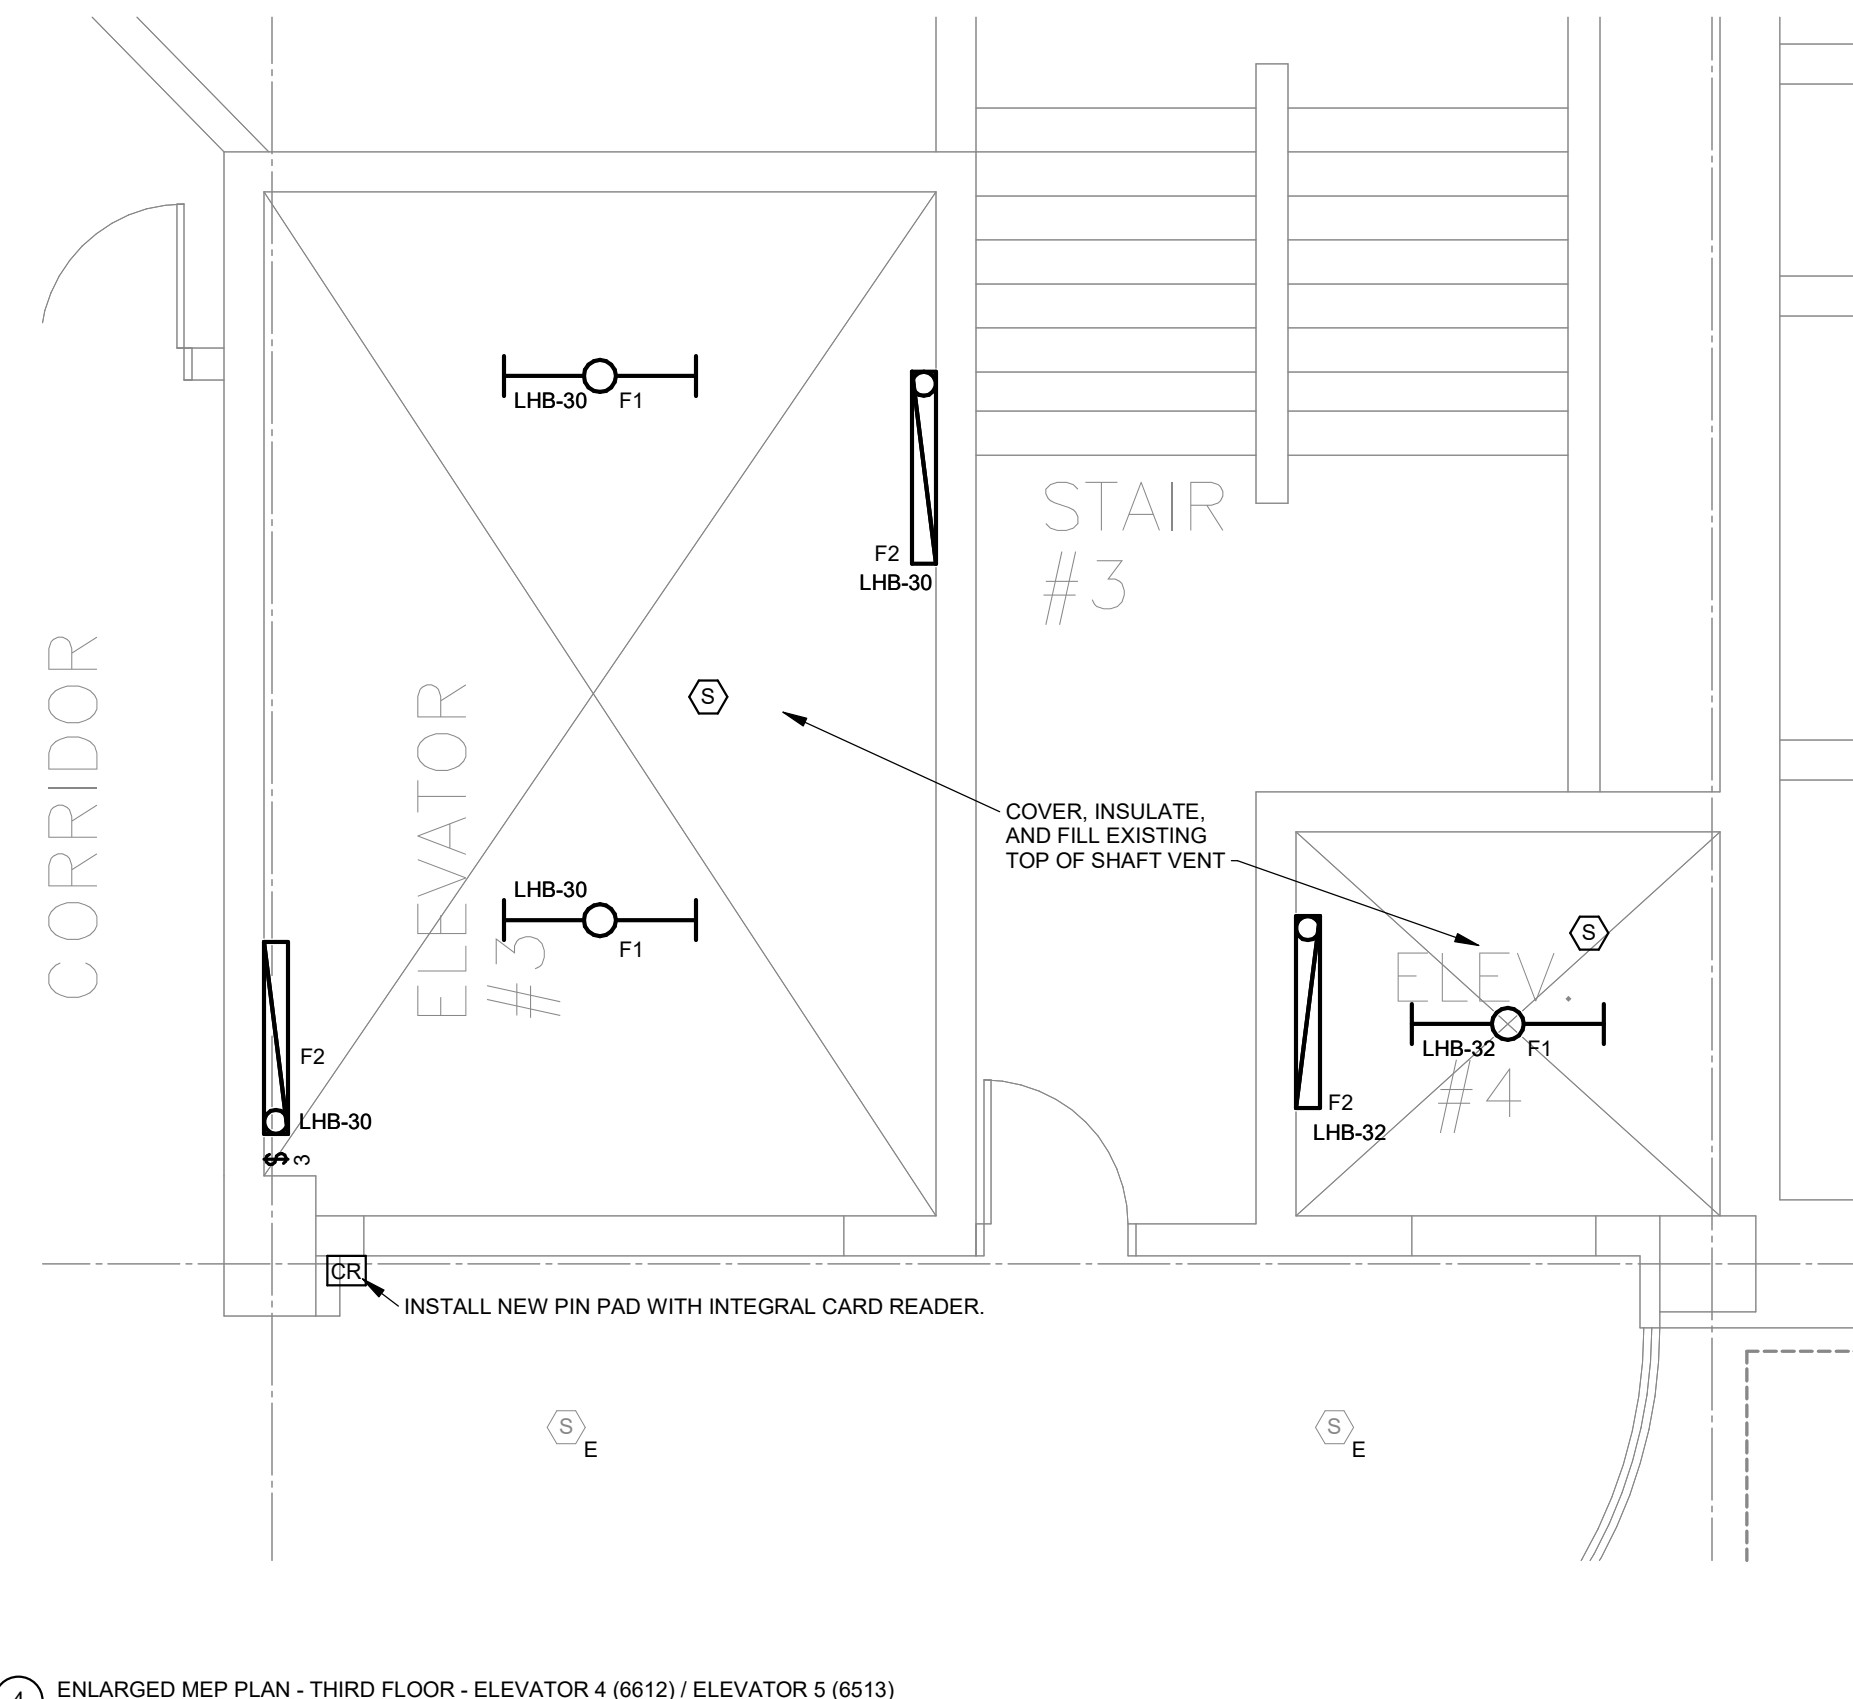 LHB-30 F1
STAIR
#3
F2
LHB-30
CORRIDOR
ELEVATOR
#3
S
COVER, INSULATE,
AND FILL EXISTING
TOP OF SHAFT VENT
LHB-30
F1
S
ELEV.
LHB-32 F1
#4
F2
LHB-32
F2
LHB-30
$ 3
CR
INSTALL NEW PIN PAD WITH INTEGRAL CARD READER.
S
E
S
E
4
ENLARGED MEP PLAN - THIRD FLOOR - ELEVATOR 4 (6612) / ELEVATOR 5 (6513)